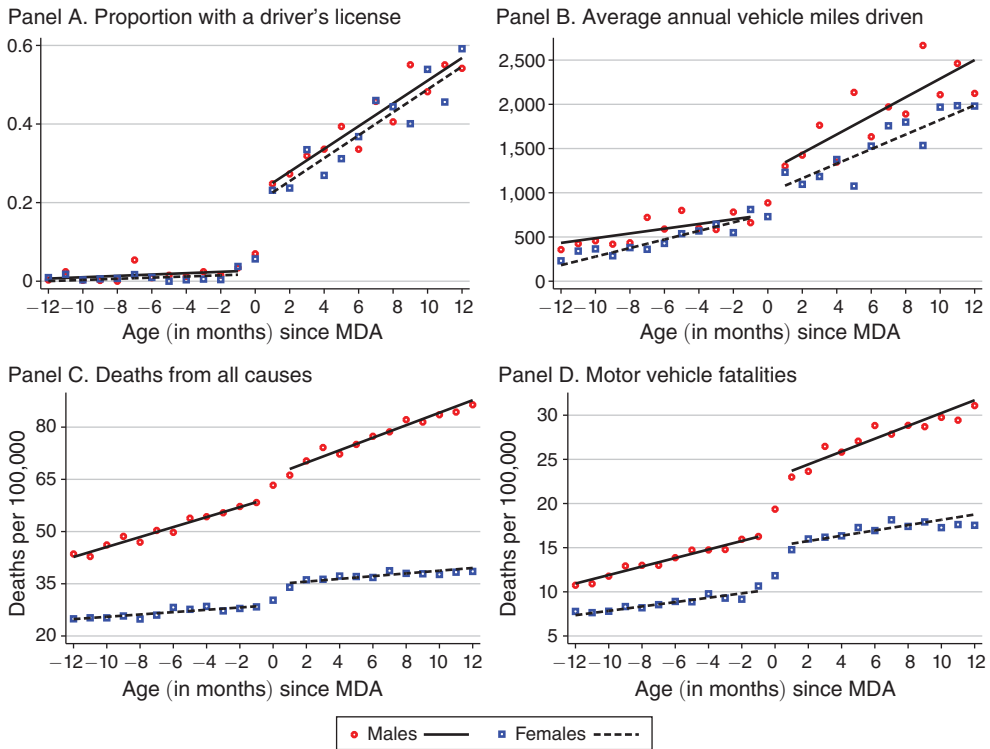 Panel A. Proportion with a driver's license
0.6
0.4
0.2
0
−12 −10 −8 −6 −4 −2 0 2 4 6 8 10 12
Age (in months) since MDA
Panel B. Average annual vehicle miles driven
2,500
2,000
1,500
1,000
500
0
−12 −10 −8 −6 −4 −2 0 2 4 6 8 10 12
Age (in months) since MDA
Panel C. Deaths from all causes
Deaths per 100,000
80
65
50
35
20
−12−10 −6 −2 0 2 4 6 8 10 12
Age (in months) since MDA
Panel D. Motor vehicle fatalities
Deaths per 100,000
30
25
20
15
10
5
−12−10 −6 −2 0 2 4 6 8 10 12
Age (in months) since MDA
Males
Females